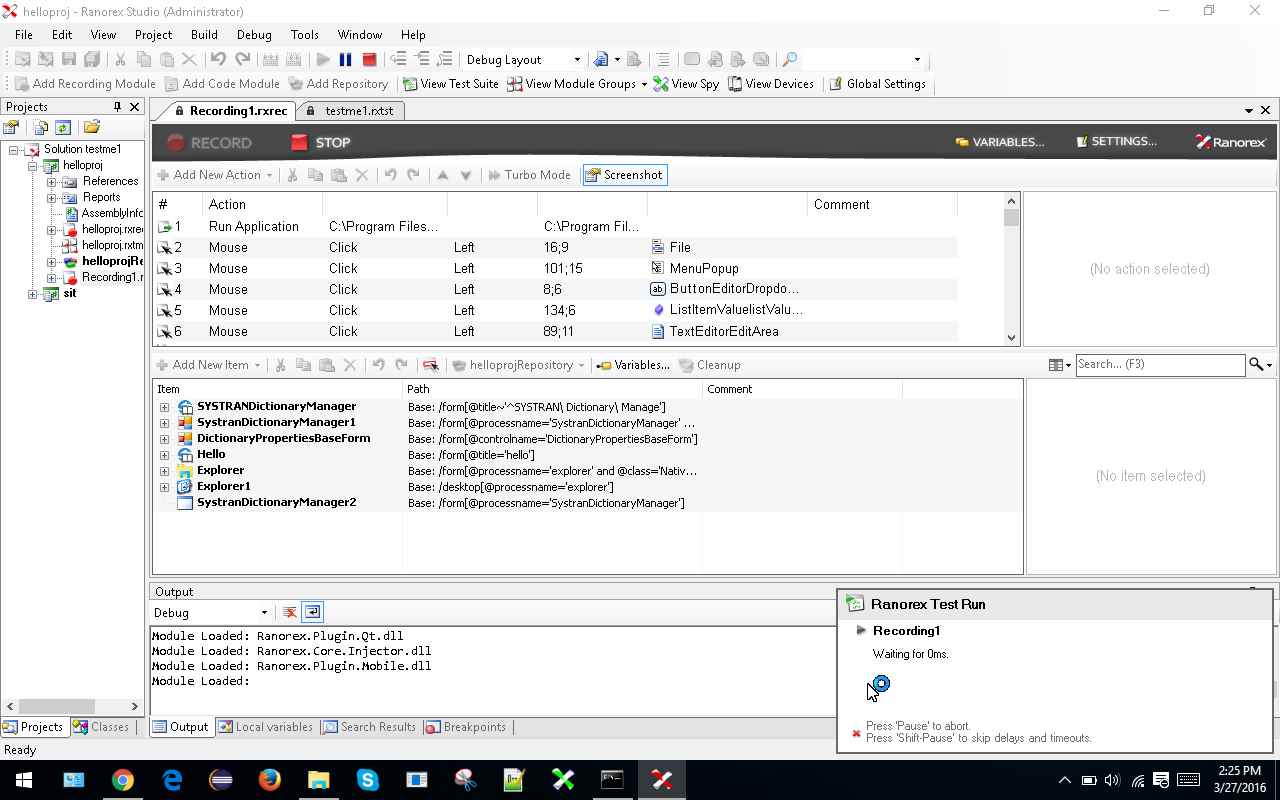 helloproj - Ranorex Studio (Administrator)
File Edit View Project Build Debug Tools Window Help
Debug Layout
Add Recording Module Add Code Module Add Repository View Test Suite View Module Groups View Spy View Devices Global Settings
Projects
Recording1.rxrec testme1.rxtst
Solution testme1
helloproj
References
Reports
AssemblyInfo
helloproj.rxrec
helloproj.rxtm
helloprojRe
Recording1.r
sit
RECORD STOP VARIABLES... SETTINGS... Ranorex
Add New Action Turbo Mode Screenshot
# Action Comment
1 Run Application C:\Program Files... C:\Program Fil...
2 Mouse Click Left 16;9 File
3 Mouse Click Left 101;15 MenuPopup
4 Mouse Click Left 8;6 ButtonEditorDropdo...
5 Mouse Click Left 134;6 ListItemValuelistValu...
6 Mouse Click Left 89;11 TextEditorEditArea
(No action selected)
Add New Item helloprojRepository Variables... Cleanup Search... (F3)
Item Path Comment
SYSTRANDictionaryManager Base: /form[@title~'^SYSTRAN\ Dictionary\ Manage']
SystranDictionaryManager1 Base: /form[@processname='SystranDictionaryManager' ...
DictionaryPropertiesBaseForm Base: /form[@controlname='DictionaryPropertiesBaseForm']
Hello Base: /form[@title='hello']
Explorer Base: /form[@processname='explorer' and @class='Nativ...
Explorer1 Base: /desktop[@processname='explorer']
SystranDictionaryManager2 Base: /form[@processname='SystranDictionaryManager']
(No item selected)
Output
Debug
Module Loaded: Ranorex.Plugin.Qt.dll
Module Loaded: Ranorex.Core.Injector.dll
Module Loaded: Ranorex.Plugin.Mobile.dll
Module Loaded:
Ranorex Test Run
Recording1
Waiting for 0ms.
Press 'Pause' to abort.
Press 'Shift-Pause' to skip delays and timeouts.
Projects Classes Output Local variables Search Results Breakpoints
Ready
2:25 PM
3/27/2016